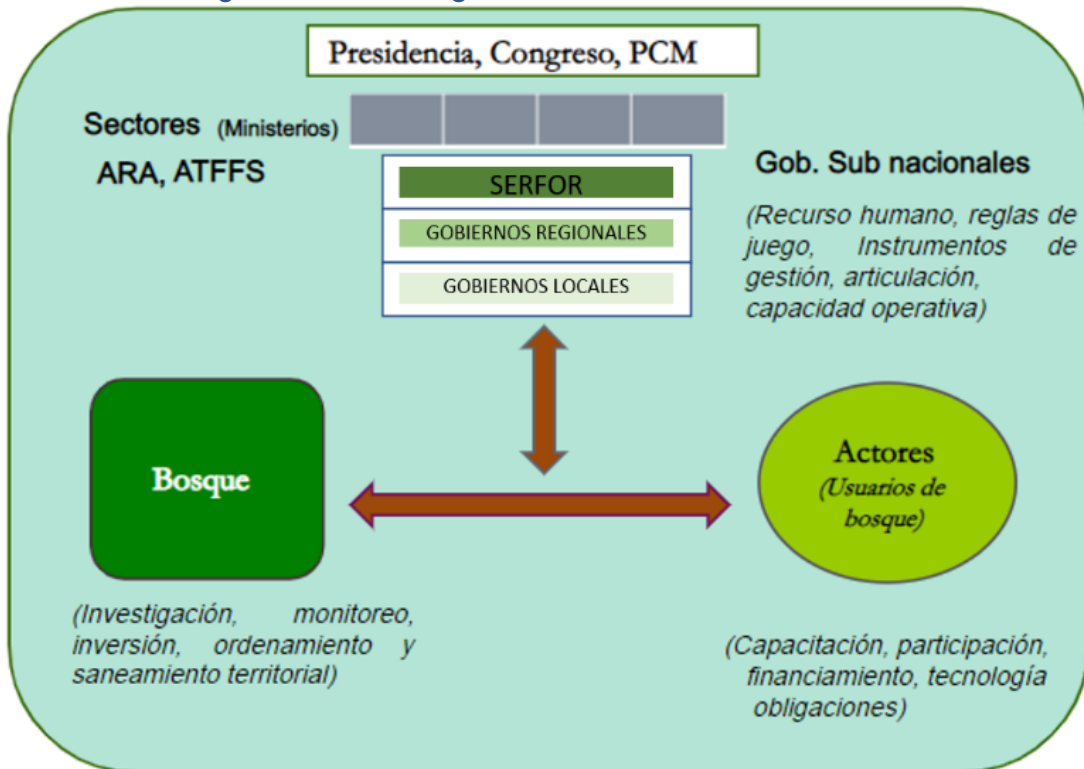 Presidencia, Congreso, PCM
Sectores (Ministerios)
ARA, ATFFS
SERFOR
GOBIERNOS REGIONALES
GOBIERNOS LOCALES
Gob. Sub nacionales
(Recurso humano, reglas de
juego, Instrumentos de
gestión, articulación,
capacidad operativa)
Bosque
(Investigación, monitoreo,
inversión, ordenamiento y
saneamiento territorial)
Actores
(Usuarios de
bosque)
(Capacitación, participación,
financiamiento, tecnología
obligaciones)